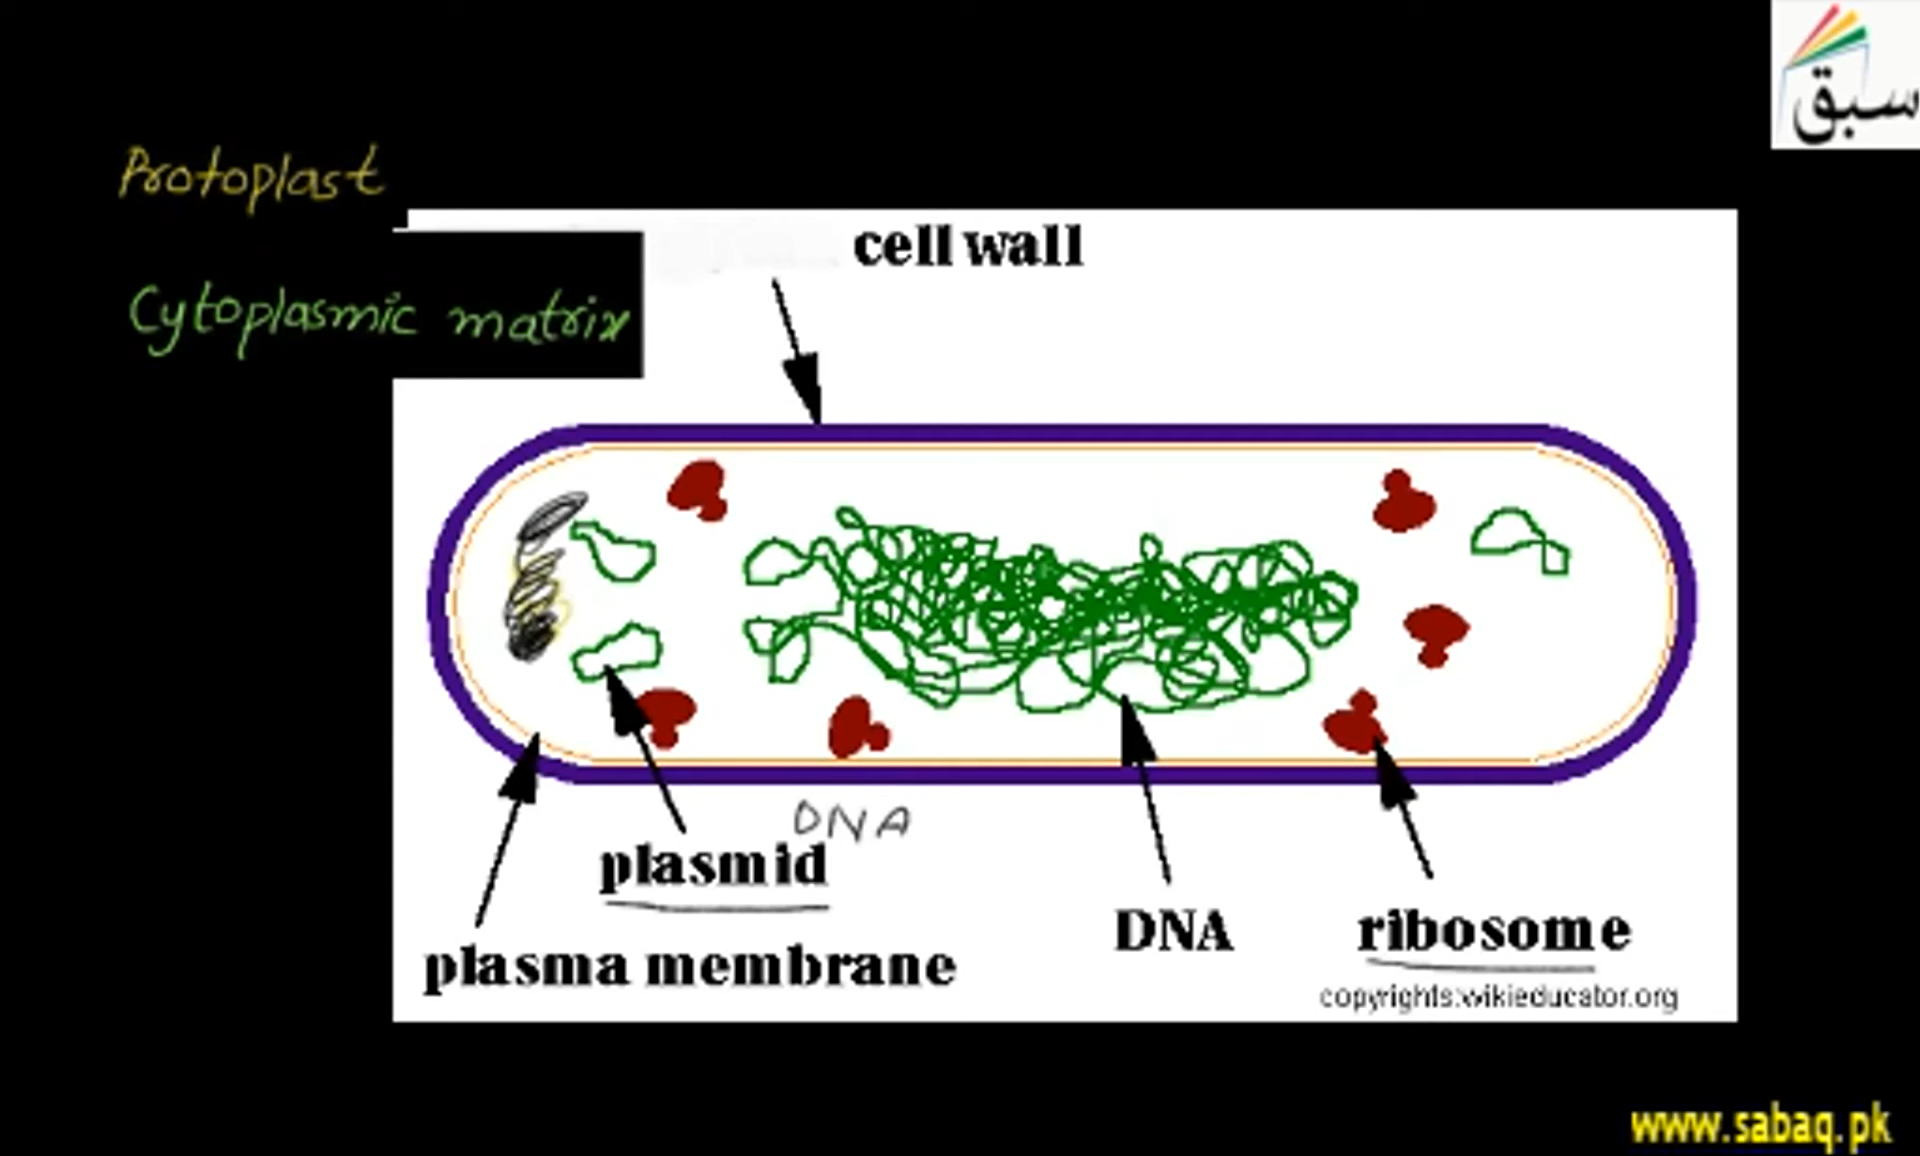 سبق
Protoplast
cell wall
Cytoplasmic matrix
DNA
plasmid
DNA
ribosome
plasma membrane
copyrights:wikieducator.org
www.sabaq.pk